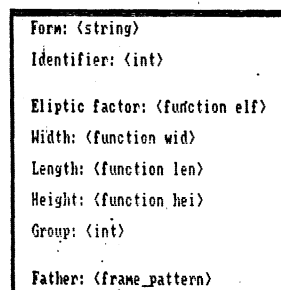 Form: <string>
Identifier: <int>
Eliptic factor: <function elf>
Width: <function wid>
Length: <function len>
Height: <function hei>
Group: <int>
Father: <frame_pattern>